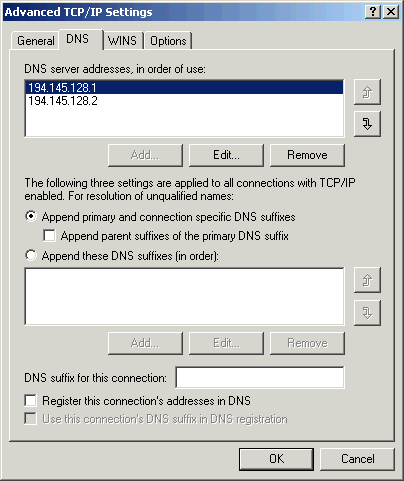 Advanced TCP/IP Settings
General DNS WINS Options
DNS server addresses, in order of use:
194.145.128.1
194.145.128.2
Add... Edit... Remove
The following three settings are applied to all connections with TCP/IP
enabled. For resolution of unqualified names:
Append primary and connection specific DNS suffixes
Append parent suffixes of the primary DNS suffix
Append these DNS suffixes (in order):
Add... Edit... Remove
DNS suffix for this connection:
Register this connection's addresses in DNS
Use this connection's DNS suffix in DNS registration
OK Cancel